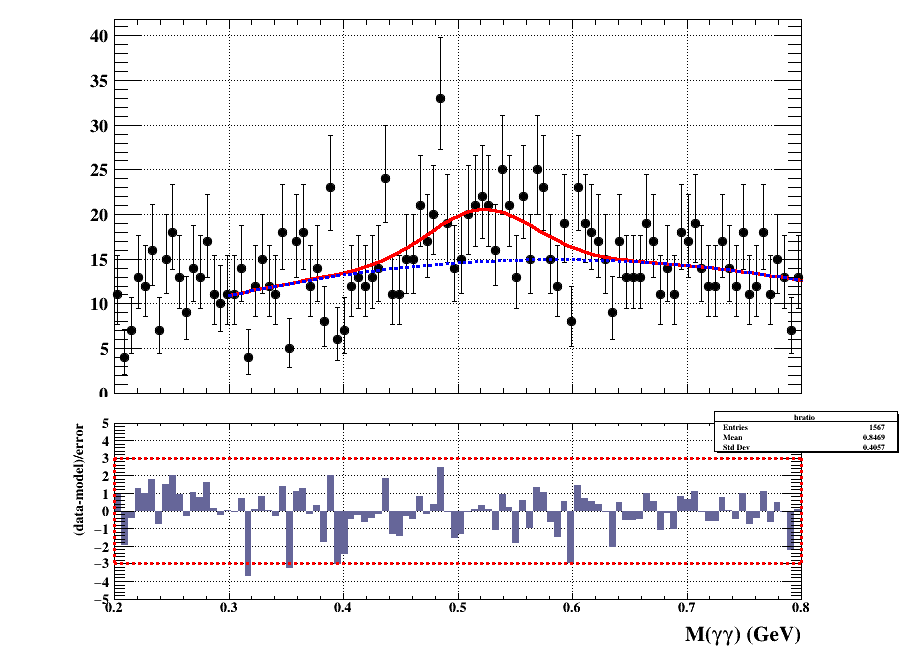 40
35
30
25
20
15
10
5
0
hratio
Entries 1567
Mean 0.8469
Std Dev 0.4057
(data-model)/error
5
4
3
2
1
0
−1
−2
−3
−4
−5
0.2 0.3 0.4 0.5 0.6 0.7 0.8
M(γγ) (GeV)